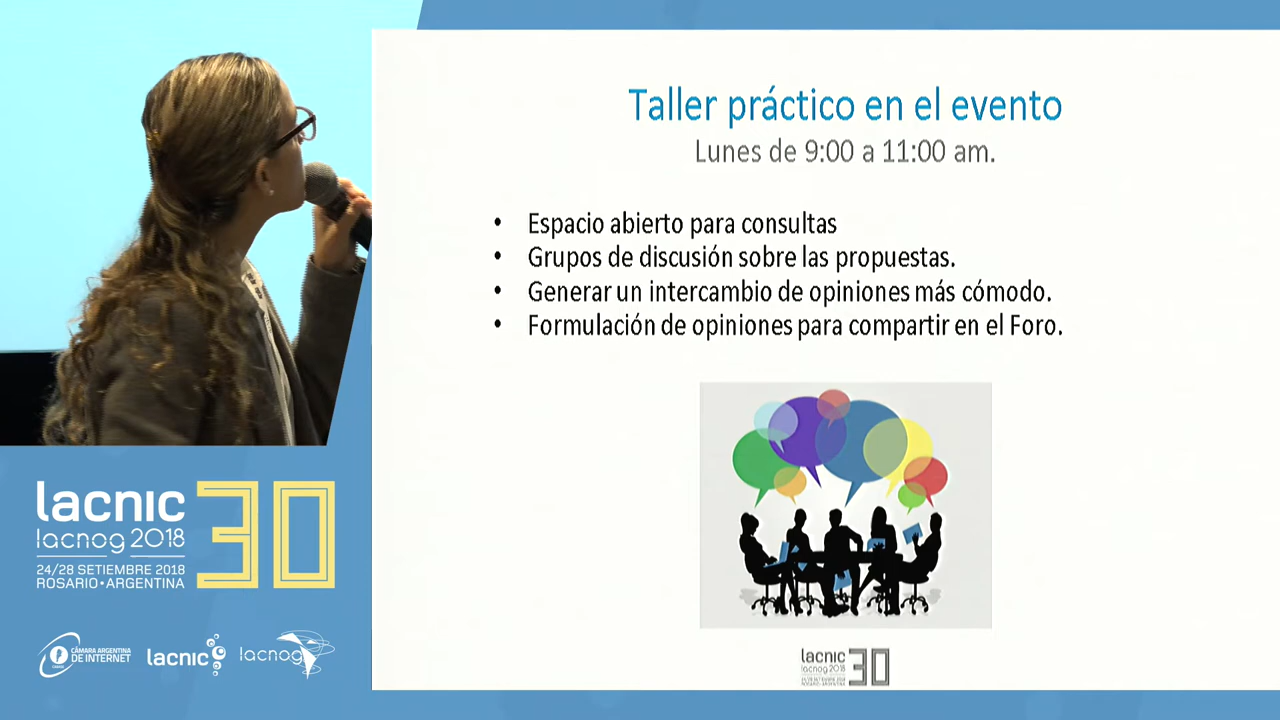 Taller práctico en el evento
Lunes de 9:00 a 11:00 am.
• Espacio abierto para consultas
• Grupos de discusión sobre las propuestas.
• Generar un intercambio de opiniones más cómodo.
• Formulación de opiniones para compartir en el Foro.
lacnic 30
lacnog 2018
24/28 SETIEMBRE 2018
ROSARIO•ARGENTINA
CÁMARA ARGENTINA
DE INTERNET
lacnic
lacnog
lacnic 30
lacnog 2018